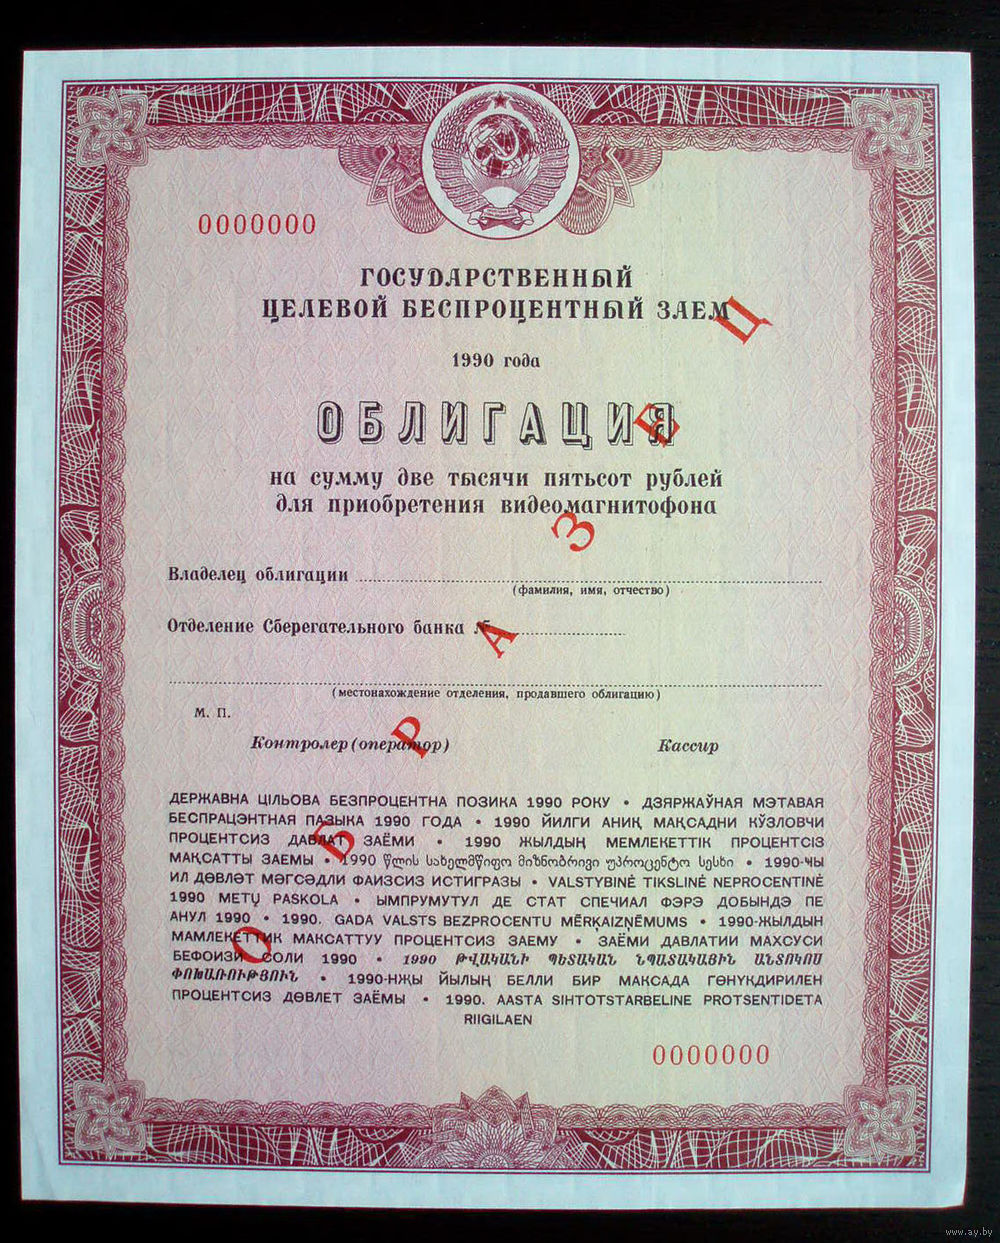 0000000
ГОСУДАРСТВЕННЫЙ
ЦЕЛЕВОЙ БЕСПРОЦЕНТНЫЙ ЗАЕМ
1990 года
ОБЛИГАЦИЯ
на сумму две тысячи пятьсот рублей
для приобретения видеомагнитофона
Владелец облигации
(фамилия, имя, отчество)
Отделение Сберегательного банка №
(местонахождение отделения, продавшего облигацию)
М. П.
Контролер (оператор) Кассир
ОБРАЗЕЦ
ДЕРЖАВНА ЦІЛЬОВА БЕЗПРОЦЕНТНА ПОЗИКА 1990 РОКУ • ДЗЯРЖАЎНАЯ МЭТАВАЯ
БЕСПРАЦЭНТНАЯ ПАЗЫКА 1990 ГОДА • 1990 ЙИЛГИ АНИҚ МАҚСАДНИ КЎЗЛОВЧИ
ПРОЦЕНТСИЗ ДАВЛАТ ЗАЁМИ • 1990 ЖЫЛДЫҢ МЕМЛЕКЕТТІК ПРОЦЕНТСІЗ
МАҚСАТТЫ ЗАЕМЫ • 1990 წლის სახელმწიფო მიზნობრივი უპროცენტო სესხი • 1990-ЧЫ
ИЛ ДӨВЛӘТ МӘГСӘДЛИ ФАИЗСИЗ ИСТИГРАЗЫ • VALSTYBINĖ TIKSLINĖ NEPROCENTINĖ
1990 METŲ PASKOLA • ЫМПРУМУТУЛ ДЕ СТАТ СПЕЧИАЛ ФЭРЭ ДОБЫНДЭ ПЕ
АНУЛ 1990 • 1990. GADA VALSTS BEZPROCENTU MĒRĶAIZŅĒMUMS • 1990-ЖЫЛДЫН
МАМЛЕКЕТТИК МАКСАТТУУ ПРОЦЕНТСИЗ ЗАЕМУ • ЗАЁМИ ДАВЛАТИИ МАХСУСИ
БЕФОИЗИ СОЛИ 1990 • 1990 ԹՎԱԿԱՆԻ ՊԵՏԱԿԱՆ ՆՊԱՏԱԿԱՅԻՆ ԱՆՏՈԿՈՍ
ՓՈԽԱՌՈՒԹՅՈՒՆ • 1990-НҖЫ ЙЫЛЫҢ БЕЛЛИ БИР МАКСАДА ГӨНҮКДИРИЛЕН
ПРОЦЕНТСИЗ ДӨВЛЕТ ЗАЁМЫ • 1990. AASTA SIHTOTSTARBELINE PROTSENTIDETA
RIIGILAEN
0000000
www.ay.by